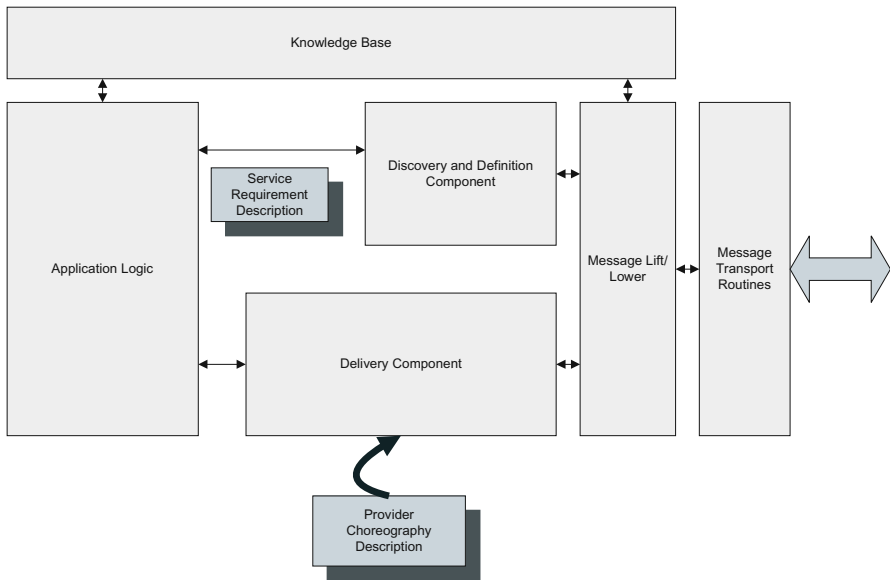 Knowledge Base
Service
Requirement
Description
Discovery and Definition
Component
Application Logic
Message Lift/
Lower
Message
Transport
Routines
Delivery Component
Provider
Choreography
Description